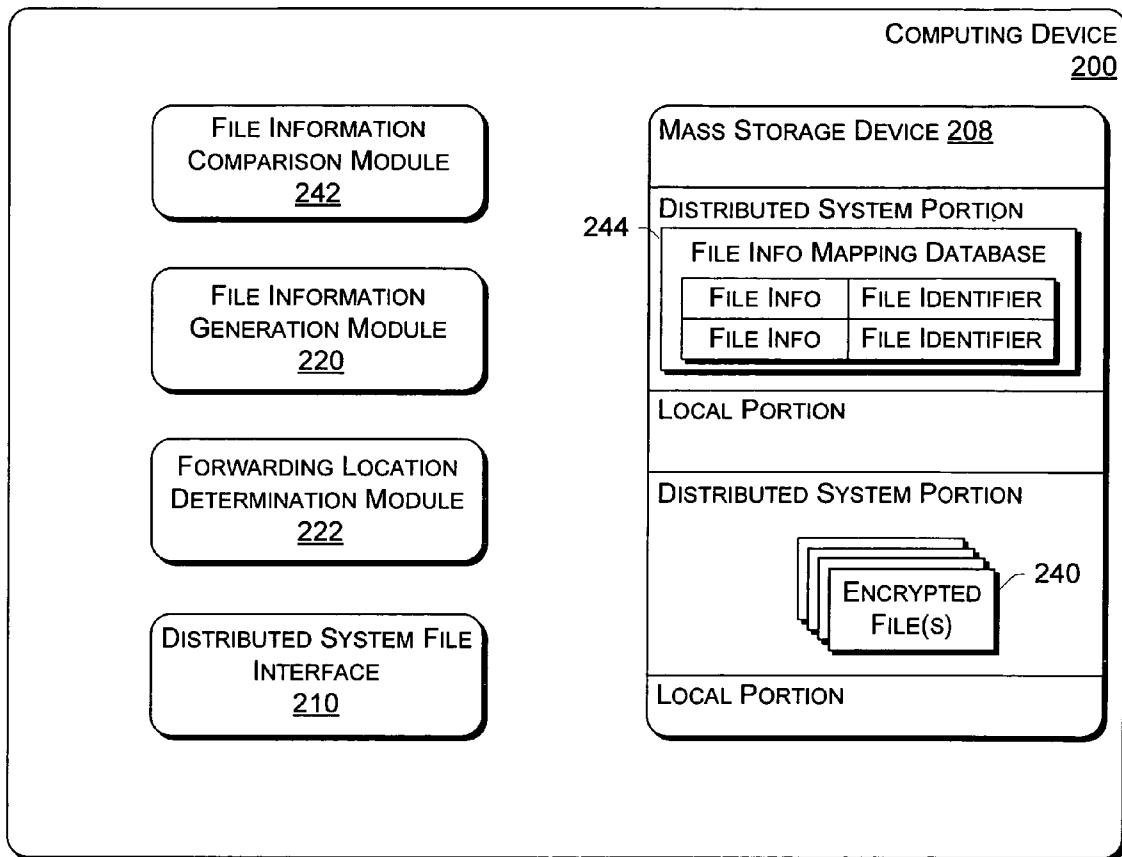 COMPUTING DEVICE
200
FILE INFORMATION
COMPARISON MODULE
242
FILE INFORMATION
GENERATION MODULE
220
FORWARDING LOCATION
DETERMINATION MODULE
222
DISTRIBUTED SYSTEM FILE
INTERFACE
210
MASS STORAGE DEVICE 208
DISTRIBUTED SYSTEM PORTION
244
FILE INFO MAPPING DATABASE
FILE INFO FILE IDENTIFIER
FILE INFO FILE IDENTIFIER
LOCAL PORTION
DISTRIBUTED SYSTEM PORTION
240
ENCRYPTED
FILE(S)
LOCAL PORTION